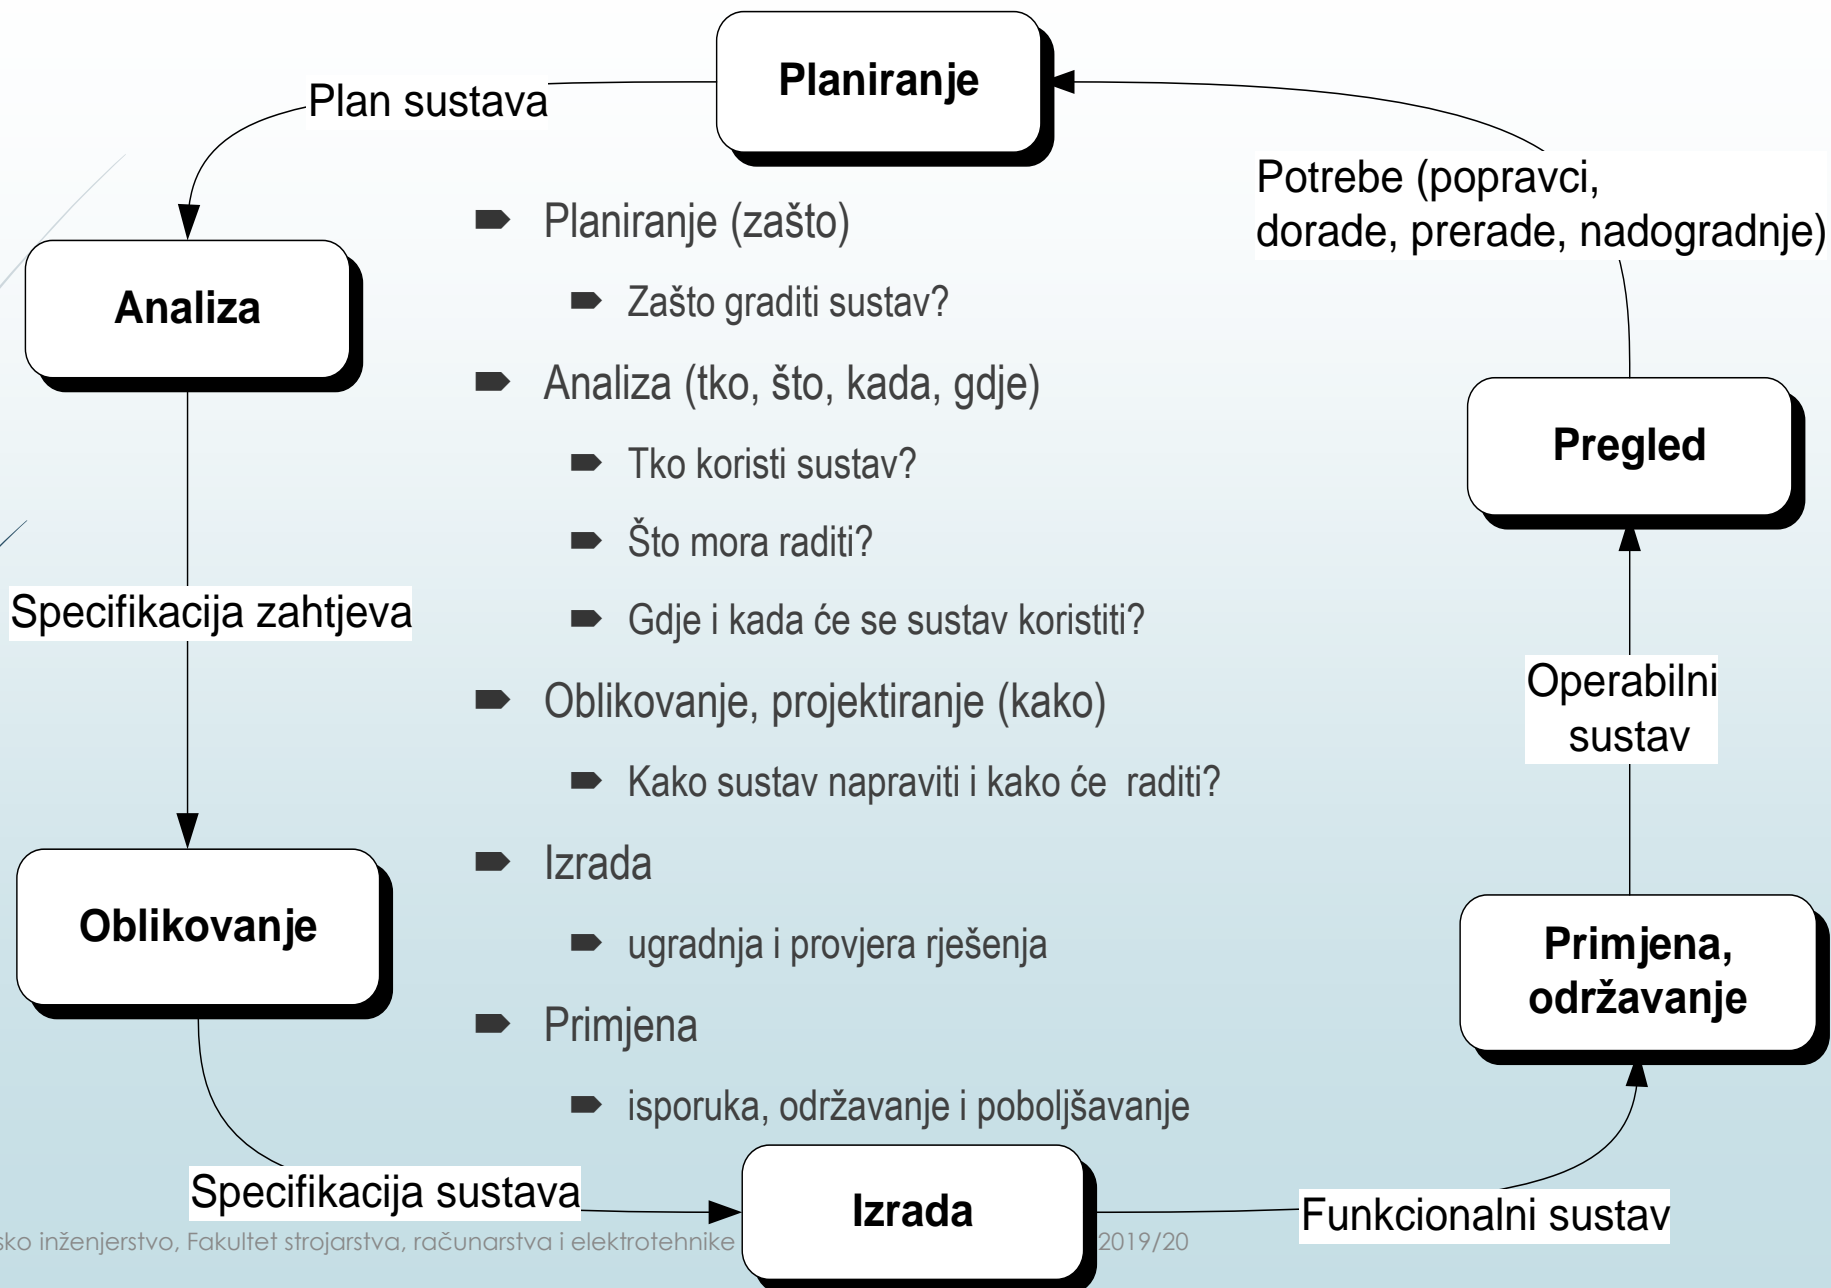 Planiranje
Plan sustava
Potrebe (popravci,
dorade, prerade, nadogradnje)
Analiza
Planiranje (zašto)
Zašto graditi sustav?
Analiza (tko, što, kada, gdje)
Tko koristi sustav?
Što mora raditi?
Gdje i kada će se sustav koristiti?
Oblikovanje, projektiranje (kako)
Kako sustav napraviti i kako će  raditi?
Izrada
ugradnja i provjera rješenja
Primjena
isporuka, održavanje i poboljšavanje
Pregled
Specifikacija zahtjeva
Operabilni
sustav
Oblikovanje
Primjena,
održavanje
Specifikacija sustava
Izrada
Funkcionalni sustav
inženjerstvo, Fakultet strojarstva, računarstva i elektrotehnike
2019/20